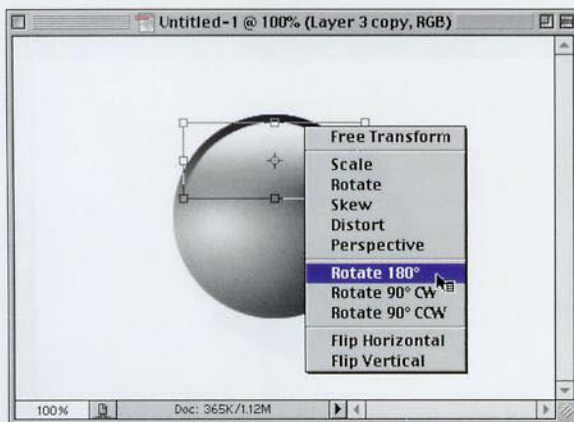 Untitled-1 @ 100% (Layer 3 copy, RGB)
Free Transform
Scale
Rotate
Skew
Distort
Perspective
Rotate 180°
Rotate 90° CW
Rotate 90° CCW
Flip Horizontal
Flip Vertical
100%
Doc: 365K/1.12M